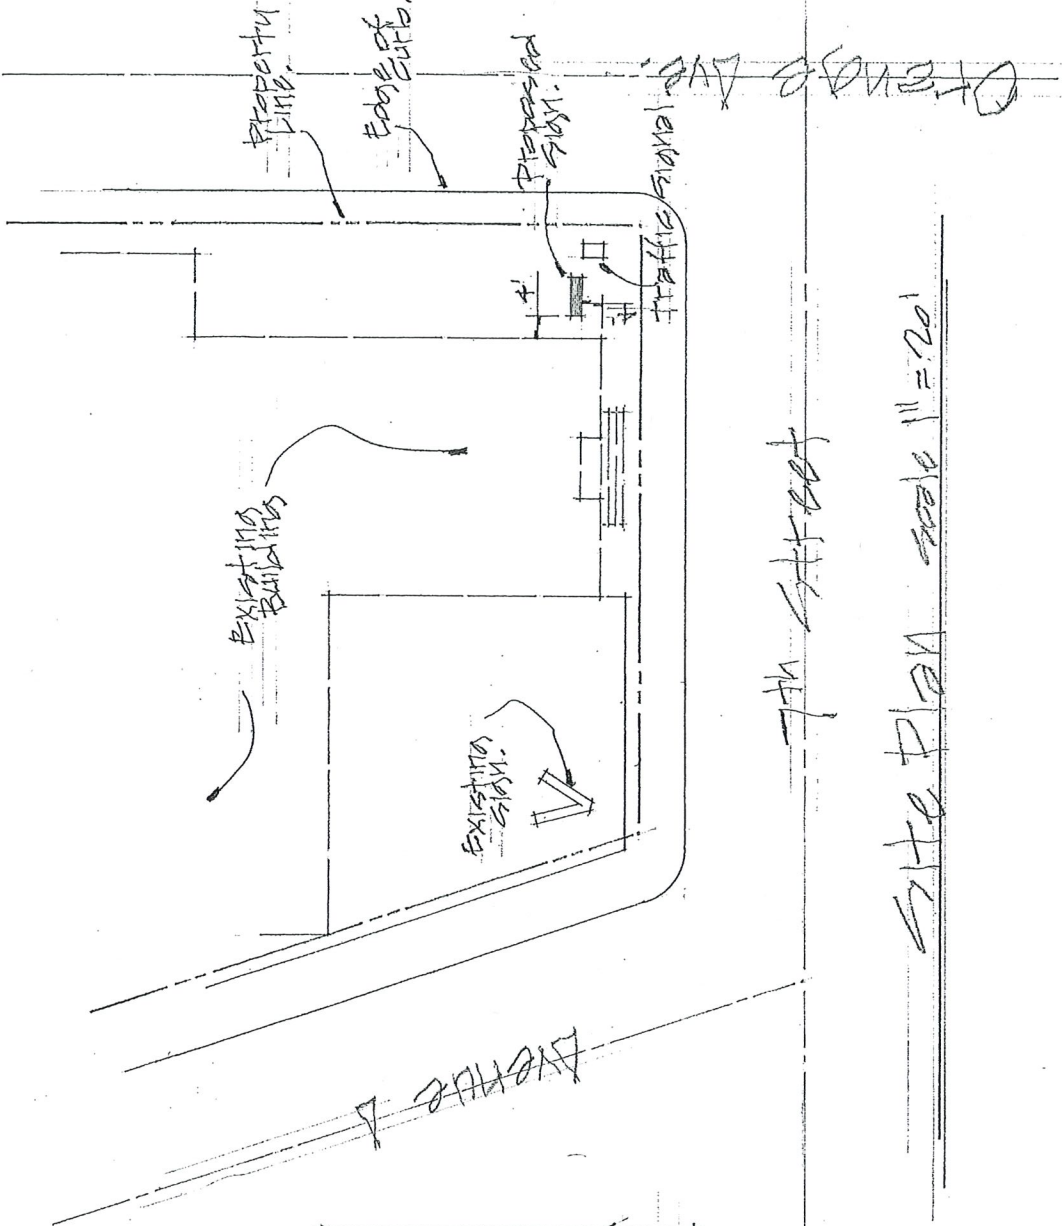 Property
Line.
Edge of
Curb.
Proposed
Sign.
Orange Ave.
Traffic Signal.
4'
4'
Existing
Building
Existing
Sign.
7th Street
Avenue A
Site Plan scale 1"=20'